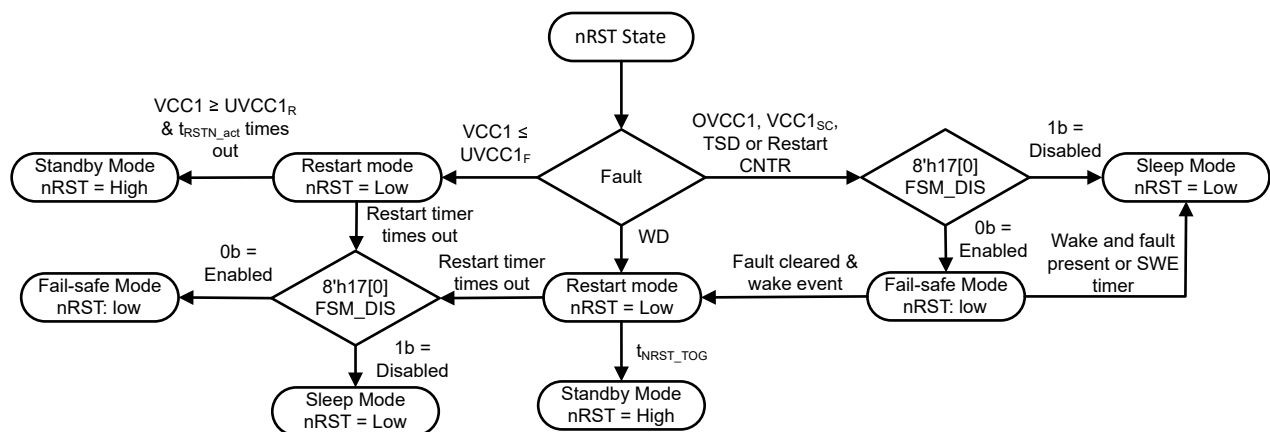 nRST State
VCC1 ≥ UVCC1R
& tRSTN_act times
out
VCC1 ≤
UVCC1F
OVCC1, VCC1SC,
TSD or Restart
CNTR
1b =
Disabled
Standby Mode
nRST = High
Restart mode
nRST = Low
Fault
8'h17[0]
FSM_DIS
Sleep Mode
nRST = Low
Restart timer
times out
WD
0b =
Enabled
Wake and fault
present or SWE
timer
0b =
Enabled
Restart timer
times out
Fault cleared &
wake event
Fail-safe Mode
nRST: low
8'h17[0]
FSM_DIS
Restart mode
nRST = Low
Fail-safe Mode
nRST: low
1b =
Disabled
tNRST_TOG
Sleep Mode
nRST = Low
Standby Mode
nRST = High